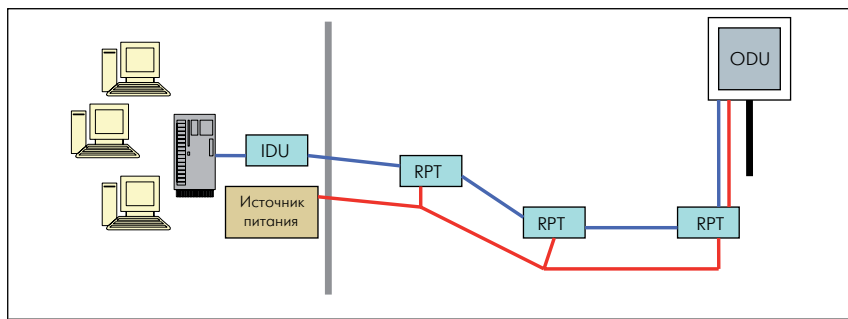 ODU
IDU
RPT
Источник
питания
RPT
RPT